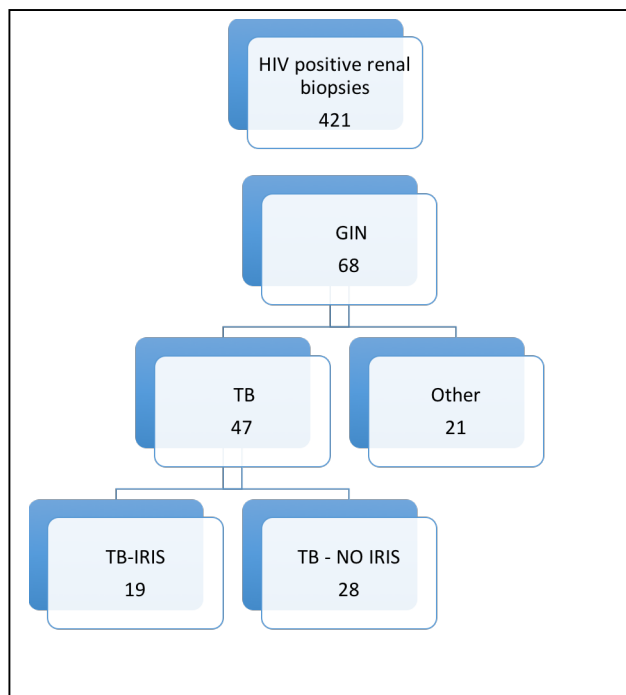 HIV positive renal
biopsies
421
GIN
68
TB
47
Other
21
TB-IRIS
19
TB - NO IRIS
28